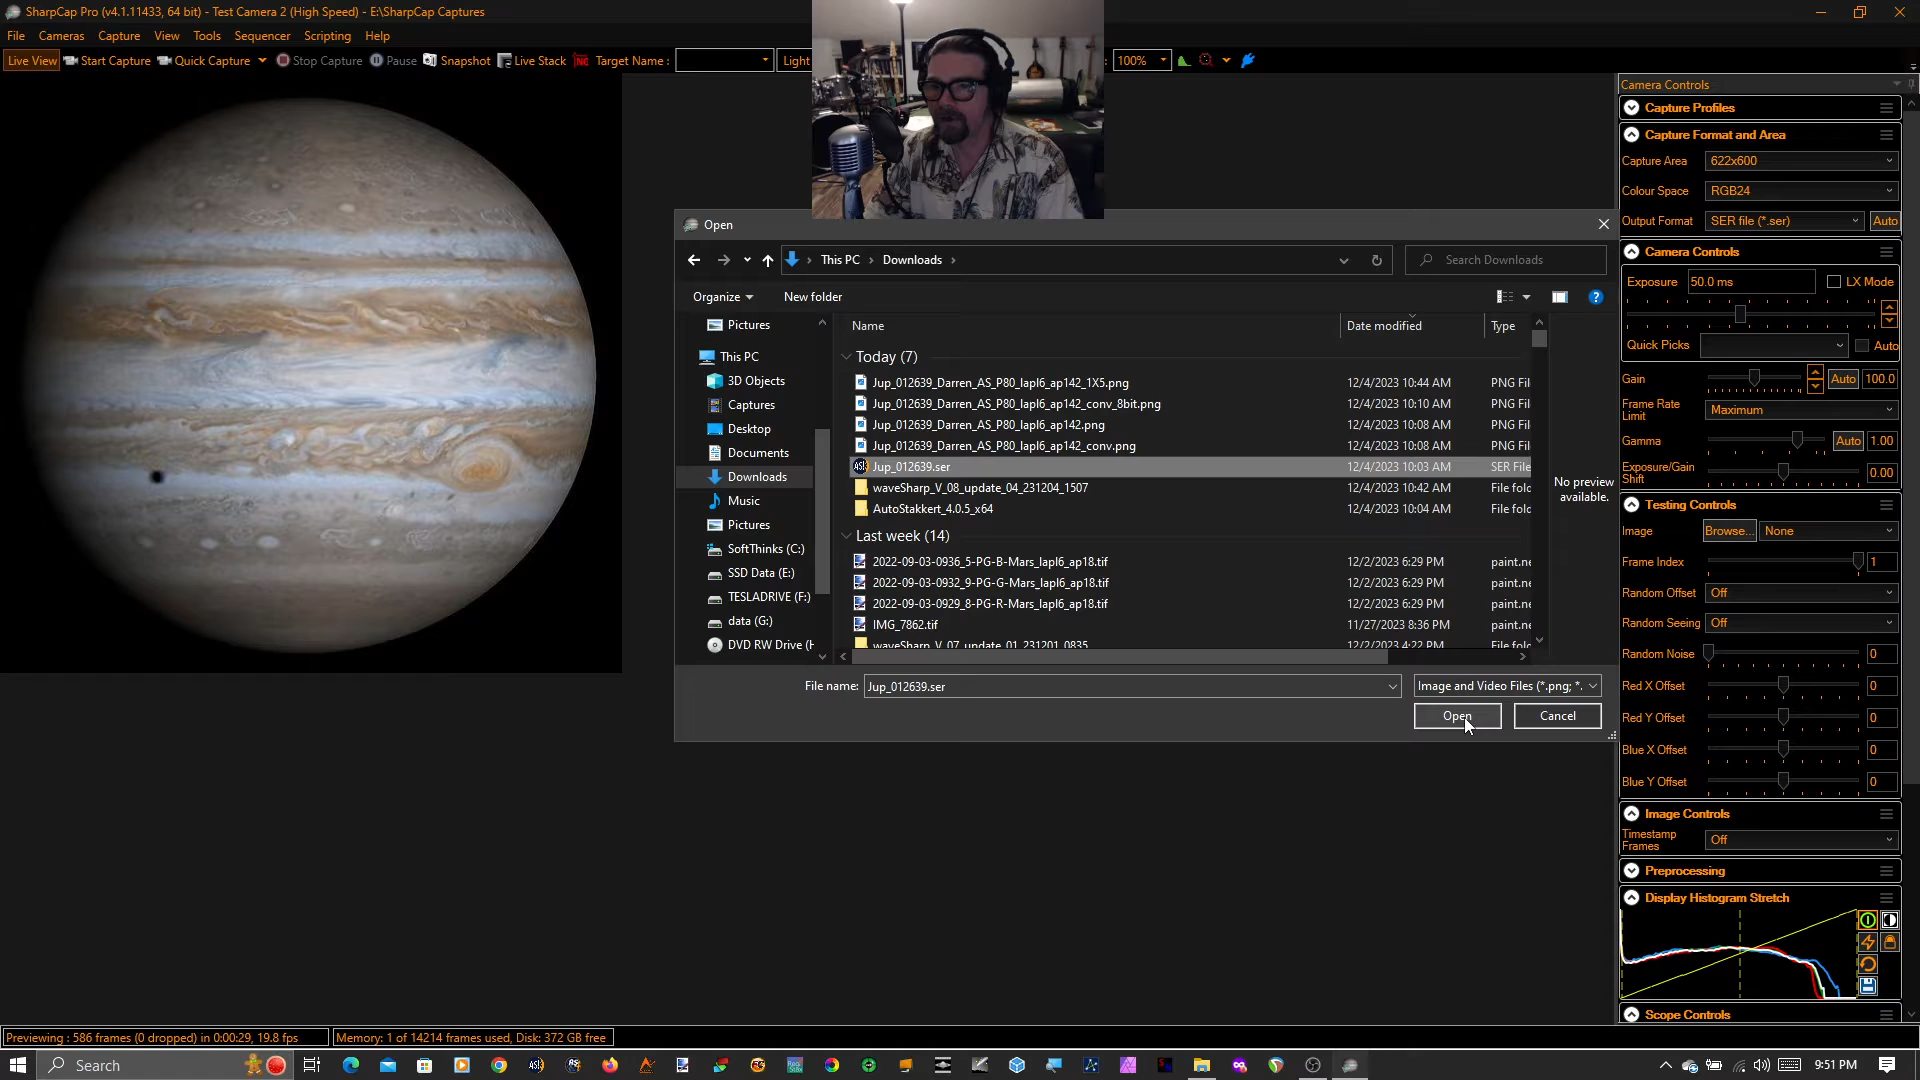 SharpCap Pro (v4.1.11433, 64 bit) - Test Camera 2 (High Speed) - E:\SharpCap Captures
File Cameras Capture View Tools Sequencer Scripting Help
Live View Start Capture Quick Capture Stop Capture Pause Snapshot Live Stack NC Target Name : Light : 100%
Camera Controls
Capture Profiles
Capture Format and Area
Capture Area 622x600
Colour Space RGB24
Output Format SER file (*.ser) Auto
Camera Controls
Exposure 50.0 ms LX Mode
Quick Picks Auto
Gain Auto 100.0
Frame Rate Limit Maximum
Gamma Auto 1.00
Exposure/Gain Shift 0.00
Testing Controls
Image Browse... None
Frame Index 1
Random Offset Off
Random Seeing Off
Random Noise 0
Red X Offset 0
Red Y Offset 0
Blue X Offset 0
Blue Y Offset 0
Image Controls
Timestamp Frames Off
Preprocessing
Display Histogram Stretch
Scope Controls
Open
This PC Downloads
Search Downloads
Organize New folder
Pictures
This PC
3D Objects
Captures
Desktop
Documents
Downloads
Music
Pictures
SoftThinks (C:)
SSD Data (E:)
TESLADRIVE (F:)
data (G:)
DVD RW Drive (H
Name Date modified Type
Today (7)
Jup_012639_Darren_AS_P80_lapl6_ap142_1X5.png 12/4/2023 10:44 AM PNG Fil
Jup_012639_Darren_AS_P80_lapl6_ap142_conv_8bit.png 12/4/2023 10:10 AM PNG Fil
Jup_012639_Darren_AS_P80_lapl6_ap142.png 12/4/2023 10:08 AM PNG Fil
Jup_012639_Darren_AS_P80_lapl6_ap142_conv.png 12/4/2023 10:08 AM PNG Fil
Jup_012639.ser 12/4/2023 10:03 AM SER File
waveSharp_V_08_update_04_231204_1507 12/4/2023 10:42 AM File fold
AutoStakkert_4.0.5_x64 12/4/2023 10:04 AM File fold
Last week (14)
2022-09-03-0936_5-PG-B-Mars_lapl6_ap18.tif 12/2/2023 6:29 PM paint.ne
2022-09-03-0932_9-PG-G-Mars_lapl6_ap18.tif 12/2/2023 6:29 PM paint.ne
2022-09-03-0929_8-PG-R-Mars_lapl6_ap18.tif 12/2/2023 6:29 PM paint.ne
IMG_7862.tif 11/27/2023 8:36 PM paint.ne
waveSharp_V_07_update_01_231201_0835 12/2/2023 4:22 PM File fold
No preview available.
File name: Jup_012639.ser Image and Video Files (*.png; *.
Open Cancel
Previewing : 586 frames (0 dropped) in 0:00:29, 19.8 fps Memory: 1 of 14214 frames used, Disk: 372 GB free
Search
9:51 PM